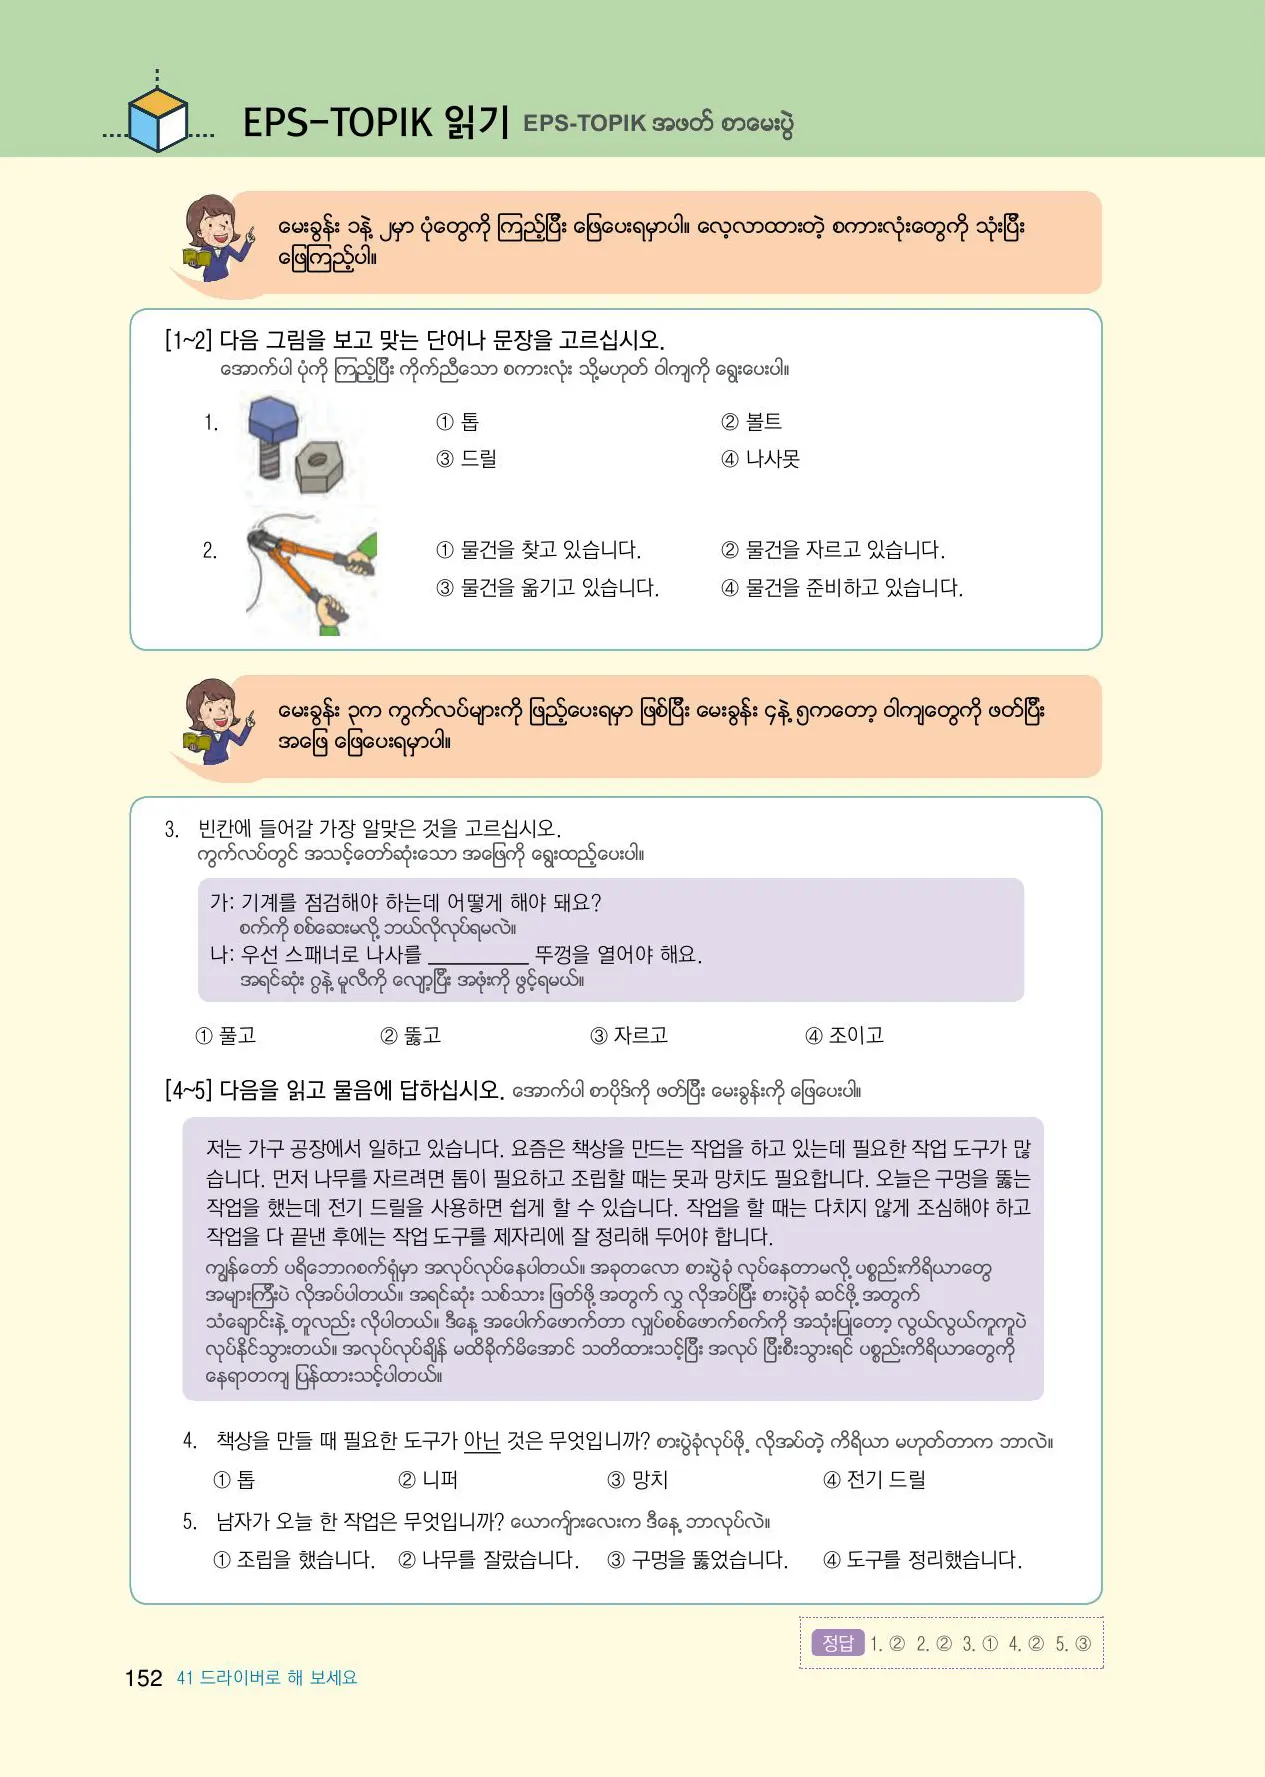 EPS-TOPIK 읽기 EPS-TOPIK အဖတ် စာမေးပွဲ
မေးခွန်း ၁နဲ့ ၂မှာ ပုံတွေကို ကြည့်ပြီး ဖြေပေးရမှာပါ။ လေ့လာထားတဲ့ စကားလုံးတွေကို သုံးပြီး
ဖြေကြည့်ပါ။
[1~2] 다음 그림을 보고 맞는 단어나 문장을 고르십시오.
အောက်ပါ ပုံကို ကြည့်ပြီး ကိုက်ညီသော စကားလုံး သို့မဟုတ် ဝါကျကို ရွေးပေးပါ။
1. ① 톱 ② 볼트
③ 드릴 ④ 나사못
2. ① 물건을 찾고 있습니다. ② 물건을 자르고 있습니다.
③ 물건을 옮기고 있습니다. ④ 물건을 준비하고 있습니다.
မေးခွန်း ၃က ကွက်လပ်များကို ဖြည့်ပေးရမှာ ဖြစ်ပြီး မေးခွန်း ၄နဲ့ ၅ကတော့ ဝါကျတွေကို ဖတ်ပြီး
အဖြေ ဖြေပေးရမှာပါ။
3. 빈칸에 들어갈 가장 알맞은 것을 고르십시오.
ကွက်လပ်တွင် အသင့်တော်ဆုံးသော အဖြေကို ရွေးထည့်ပေးပါ။
가: 기계를 점검해야 하는데 어떻게 해야 돼요?
စက်ကို စစ်ဆေးမလို့ ဘယ်လိုလုပ်ရမလဲ။
나: 우선 스패너로 나사를 __________ 뚜껑을 열어야 해요.
အရင်ဆုံး ဂွနဲ့ မူလီကို လျော့ပြီး အဖုံးကို ဖွင့်ရမယ်။
① 풀고 ② 뚫고 ③ 자르고 ④ 조이고
[4~5] 다음을 읽고 물음에 답하십시오. အောက်ပါ စာပိုဒ်ကို ဖတ်ပြီး မေးခွန်းကို ဖြေပေးပါ။
저는 가구 공장에서 일하고 있습니다. 요즘은 책상을 만드는 작업을 하고 있는데 필요한 작업 도구가 많
습니다. 먼저 나무를 자르려면 톱이 필요하고 조립할 때는 못과 망치도 필요합니다. 오늘은 구멍을 뚫는
작업을 했는데 전기 드릴을 사용하면 쉽게 할 수 있습니다. 작업을 할 때는 다치지 않게 조심해야 하고
작업을 다 끝낸 후에는 작업 도구를 제자리에 잘 정리해 두어야 합니다.
ကျွန်တော် ပရိဘောဂစက်ရုံမှာ အလုပ်လုပ်နေပါတယ်။ အခုတလော စားပွဲခုံ လုပ်နေတာမလို့ ပစ္စည်းကိရိယာတွေ
အများကြီးပဲ လိုအပ်ပါတယ်။ အရင်ဆုံး သစ်သား ဖြတ်ဖို့ အတွက် လွှ လိုအပ်ပြီး စားပွဲခုံ ဆင်ဖို့ အတွက်
သံချောင်းနဲ့ တူလည်း လိုပါတယ်။ ဒီနေ့ အပေါက်ဖောက်တာ လျှပ်စစ်ဖောက်စက်ကို အသုံးပြုတော့ လွယ်လွယ်ကူကူပဲ
လုပ်နိုင်သွားတယ်။ အလုပ်လုပ်ချိန် မထိခိုက်မိအောင် သတိထားသင့်ပြီး အလုပ် ပြီးစီးသွားရင် ပစ္စည်းကိရိယာတွေကို
နေရာတကျ ပြန်ထားသင့်ပါတယ်။
4. 책상을 만들 때 필요한 도구가 아닌 것은 무엇입니까? စားပွဲခုံလုပ်ဖို့ လိုအပ်တဲ့ ကိရိယာ မဟုတ်တာက ဘာလဲ။
① 톱 ② 니퍼 ③ 망치 ④ 전기 드릴
5. 남자가 오늘 한 작업은 무엇입니까? ယောကျ်ားလေးက ဒီနေ့ ဘာလုပ်လဲ။
① 조립을 했습니다. ② 나무를 잘랐습니다. ③ 구멍을 뚫었습니다. ④ 도구를 정리했습니다.
정답 1. ② 2. ② 3. ① 4. ② 5. ③
152 41 드라이버로 해 보세요